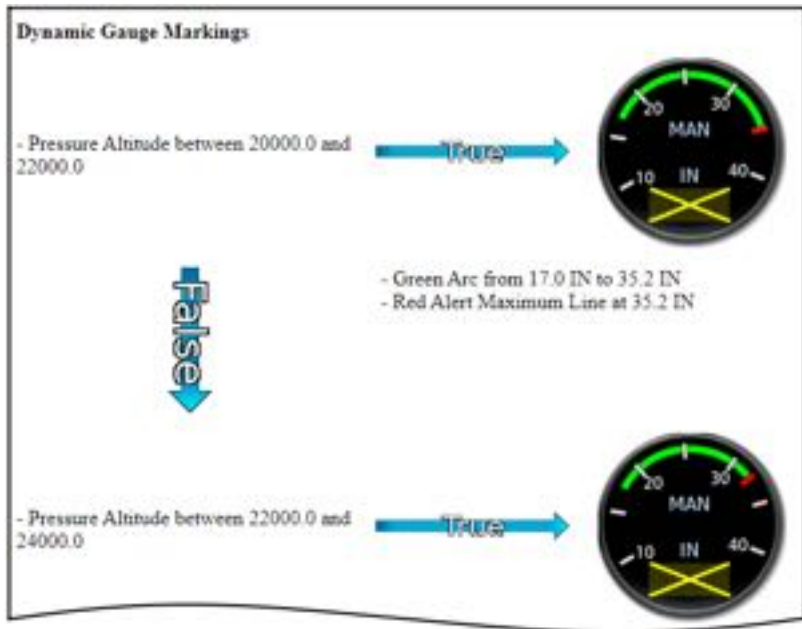 Dynamic Gauge Markings
- Pressure Altitude between 20000.0 and
22000.0
True
20 30
MAN
10 IN 40
False
- Green Arc from 17.0 IN to 35.2 IN
- Red Alert Maximum Line at 35.2 IN
- Pressure Altitude between 22000.0 and
24000.0
True
20 30
MAN
10 IN 40